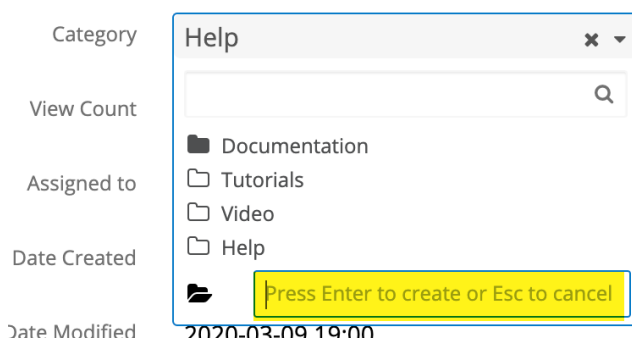 Category
Help
View Count
Documentation
Assigned to
Tutorials
Video
Date Created
Help
Press Enter to create or Esc to cancel
Date Modified
2020-03-09 19:00